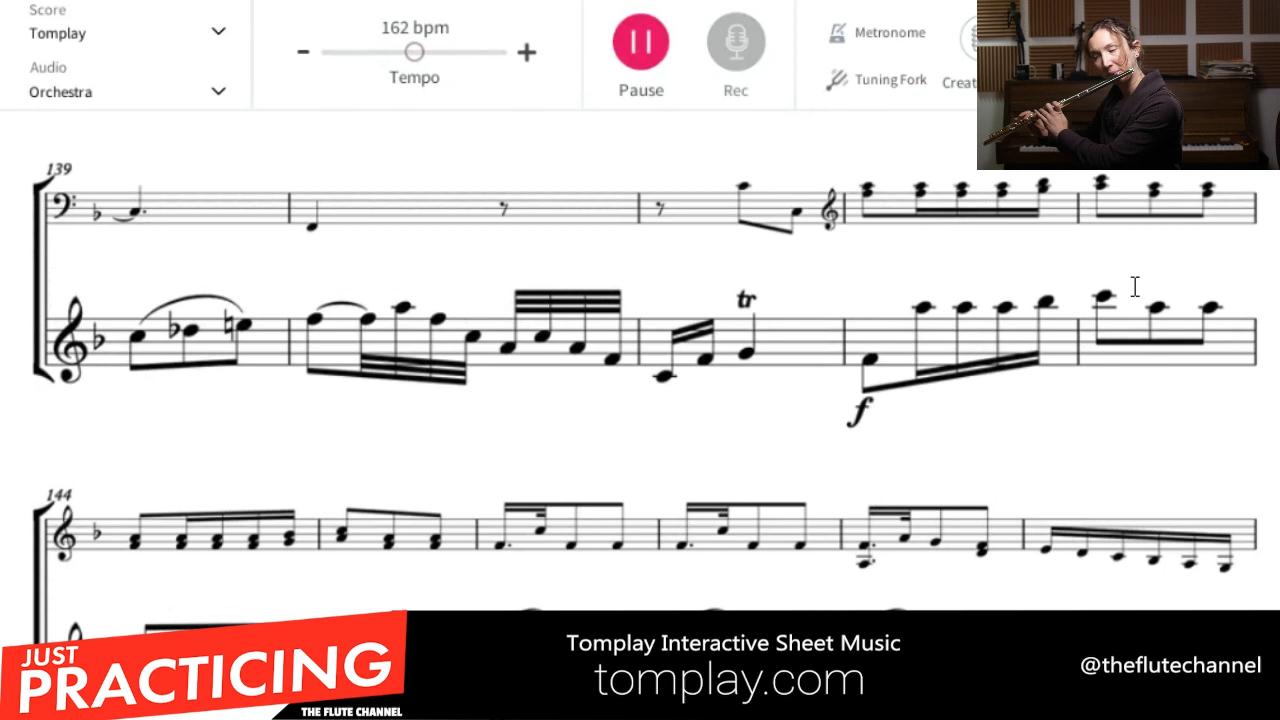 Score
Tomplay
Audio
Orchestra
162 bpm
Tempo
Pause
Rec
Metronome
Tuning Fork
Creat
139
tr
f
144
JUST
PRACTICING
THE FLUTE CHANNEL
Tomplay Interactive Sheet Music
tomplay.com
@theflutechannel